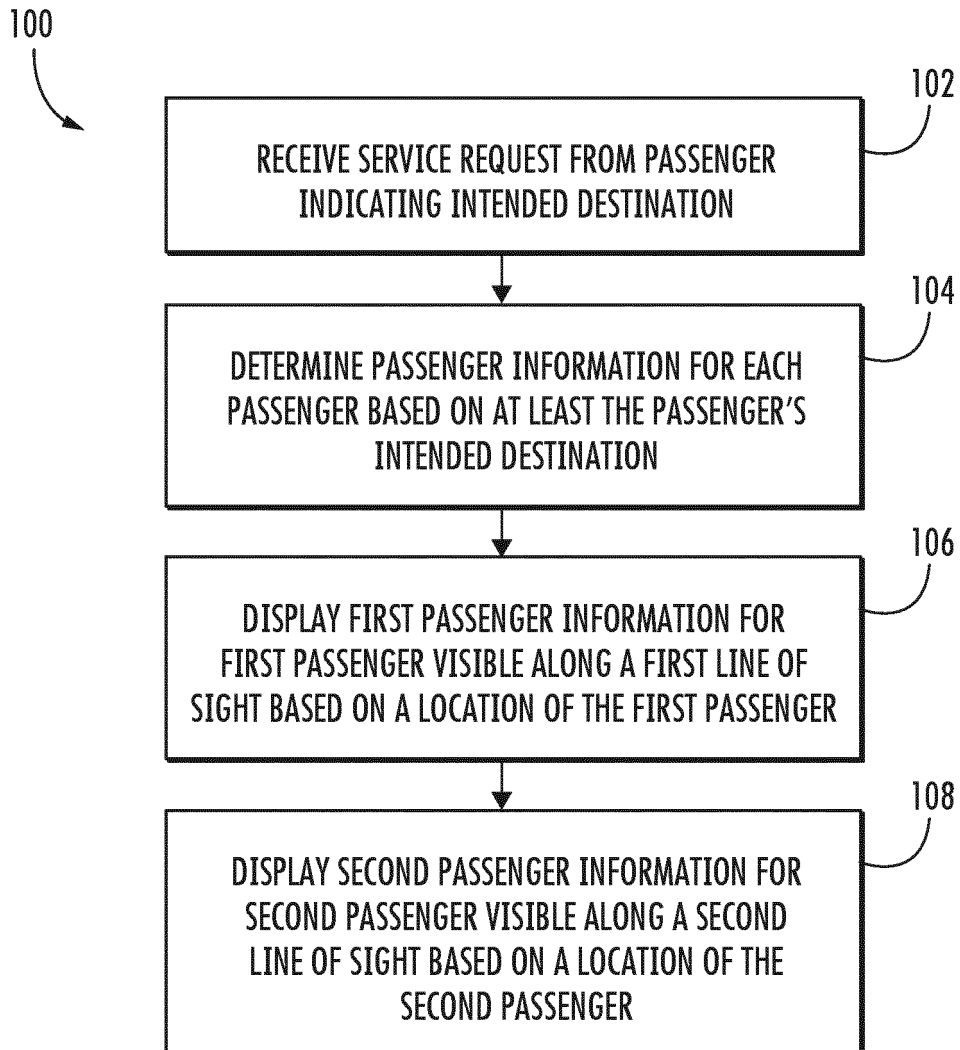 100
102
RECEIVE SERVICE REQUEST FROM PASSENGER
INDICATING INTENDED DESTINATION
104
DETERMINE PASSENGER INFORMATION FOR EACH
PASSENGER BASED ON AT LEAST THE PASSENGER'S
INTENDED DESTINATION
106
DISPLAY FIRST PASSENGER INFORMATION FOR
FIRST PASSENGER VISIBLE ALONG A FIRST LINE OF
SIGHT BASED ON A LOCATION OF THE FIRST PASSENGER
108
DISPLAY SECOND PASSENGER INFORMATION FOR
SECOND PASSENGER VISIBLE ALONG A SECOND
LINE OF SIGHT BASED ON A LOCATION OF THE
SECOND PASSENGER